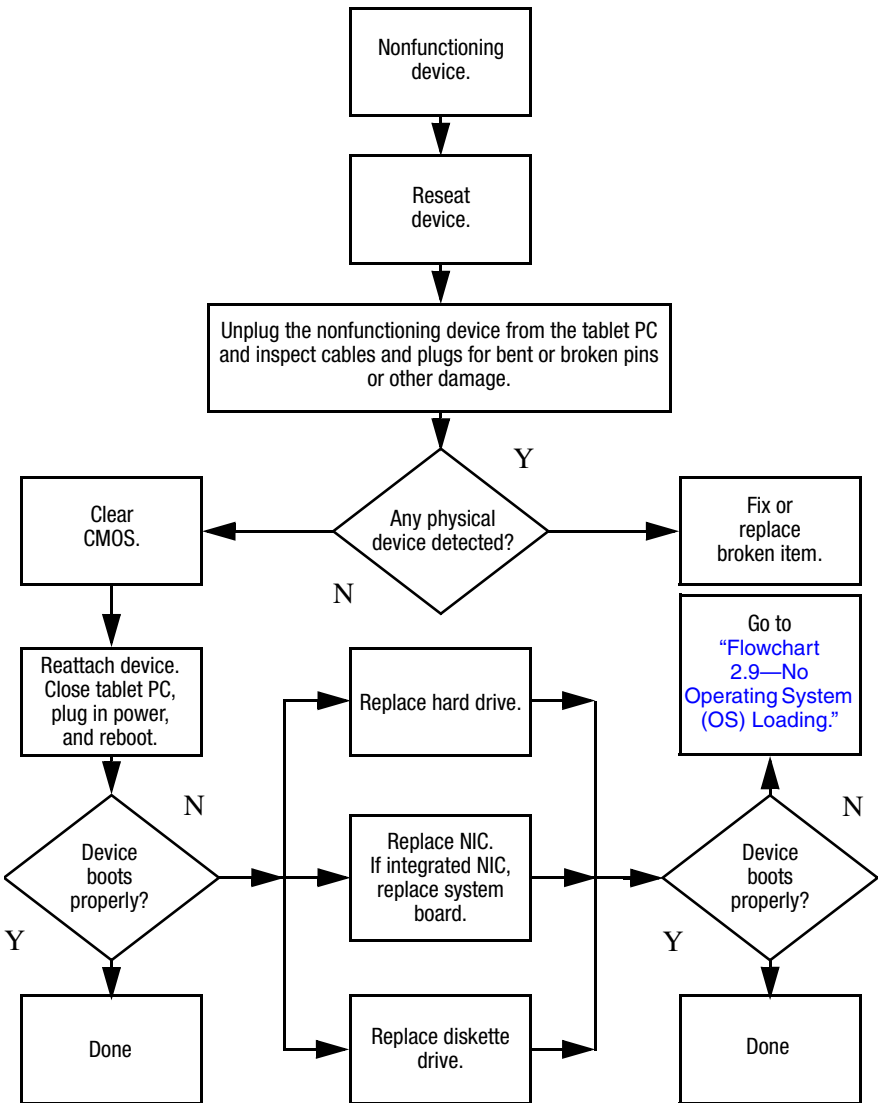 Nonfunctioning
device.
Reseat
device.
Unplug the nonfunctioning device from the tablet PC
and inspect cables and plugs for bent or broken pins
or other damage.
Y
Any physical
device detected?
N
Clear
CMOS.
Fix or
replace
broken item.
Go to
“Flowchart
2.9—No
Operating System
(OS) Loading.”
Reattach device.
Close tablet PC,
plug in power,
and reboot.
Replace hard drive.
N
Device
boots
properly?
Y
Replace NIC.
If integrated NIC,
replace system
board.
N
Device
boots
properly?
Y
Done
Replace diskette
drive.
Done